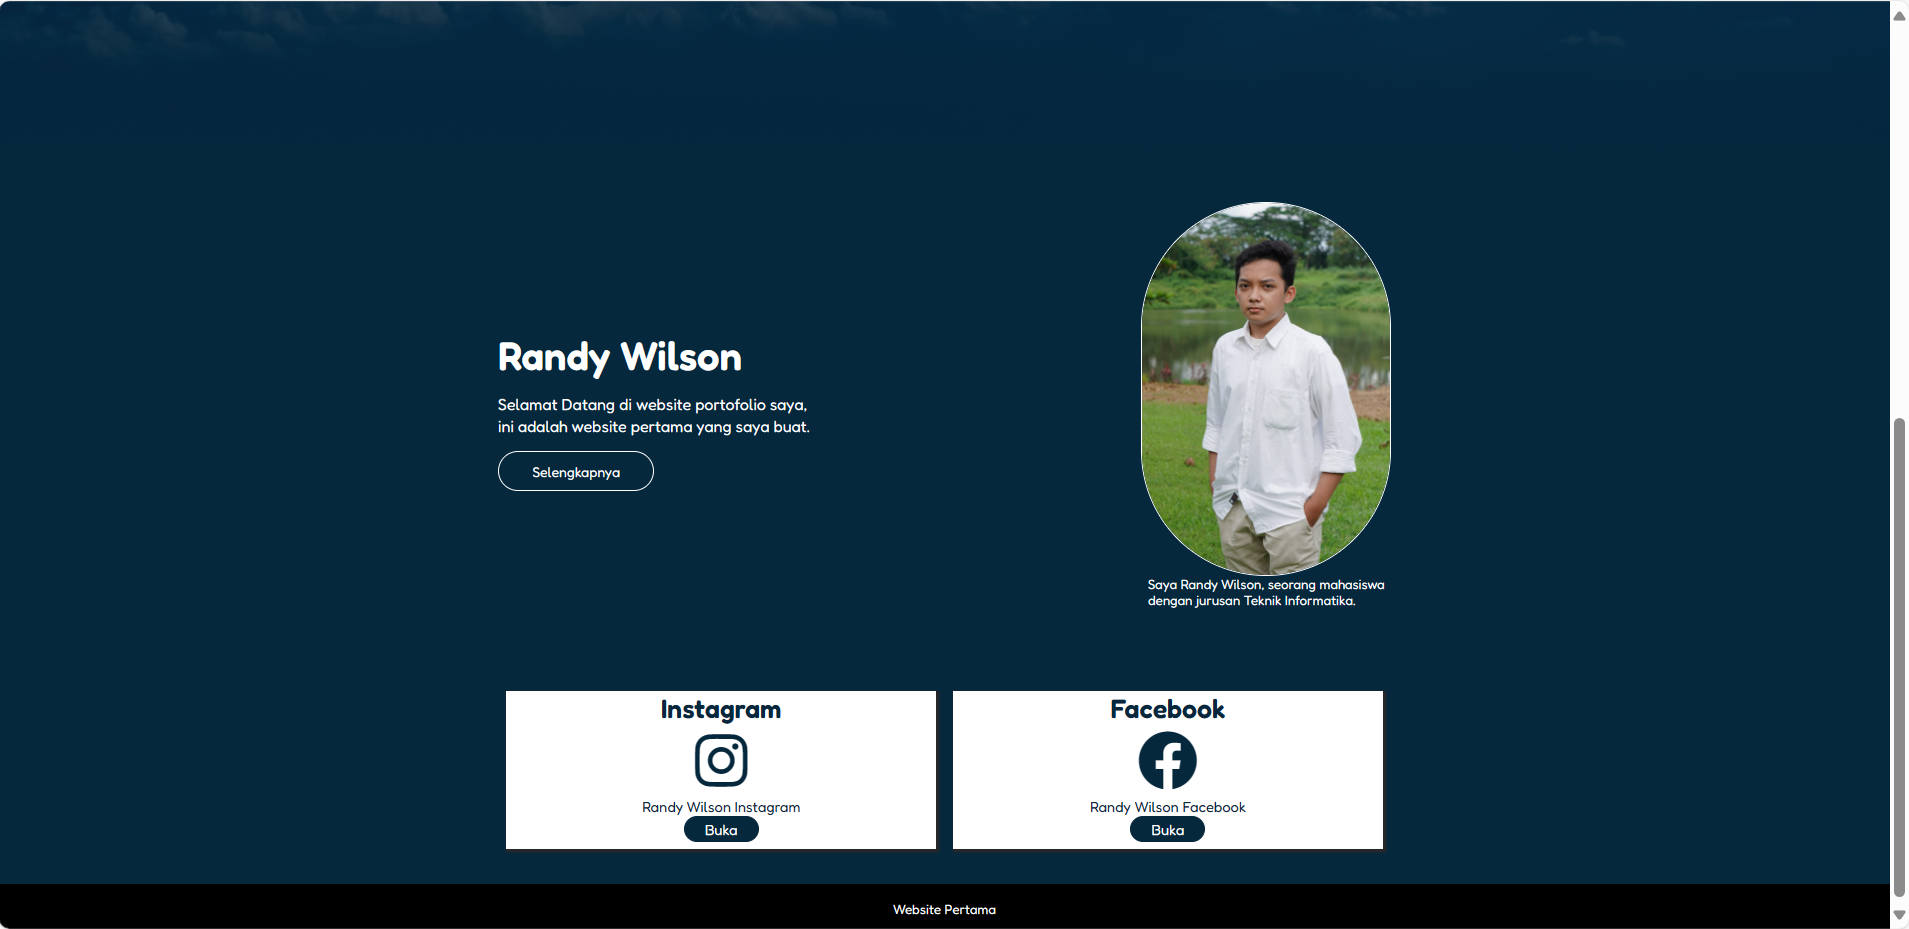 Randy Wilson
Selamat Datang di website portofolio saya,
ini adalah website pertama yang saya buat.
Selengkapnya
Saya Randy Wilson, seorang mahasiswa
dengan jurusan Teknik Informatika.
Instagram
Randy Wilson Instagram
Buka
Facebook
Randy Wilson Facebook
Buka
Website Pertama